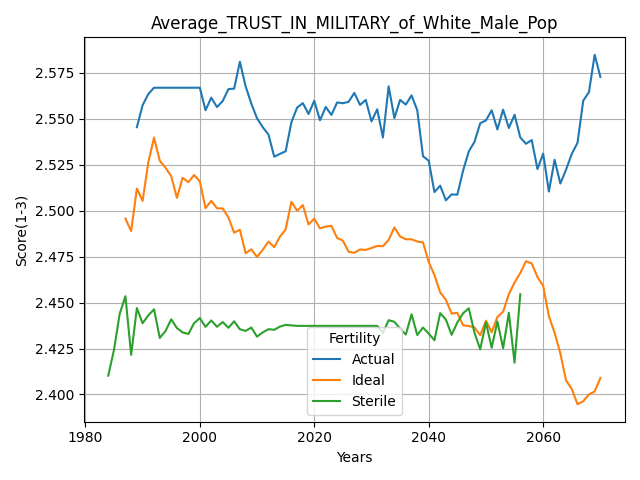 Average_TRUST_IN_MILITARY_of_White_Male_Pop
2.575
2.550
2.525
2.500
2.475
2.450
2.425
2.400
Score(1-3)
Fertility
Actual
Ideal
Sterile
1980 2000 2020 2040 2060
Years